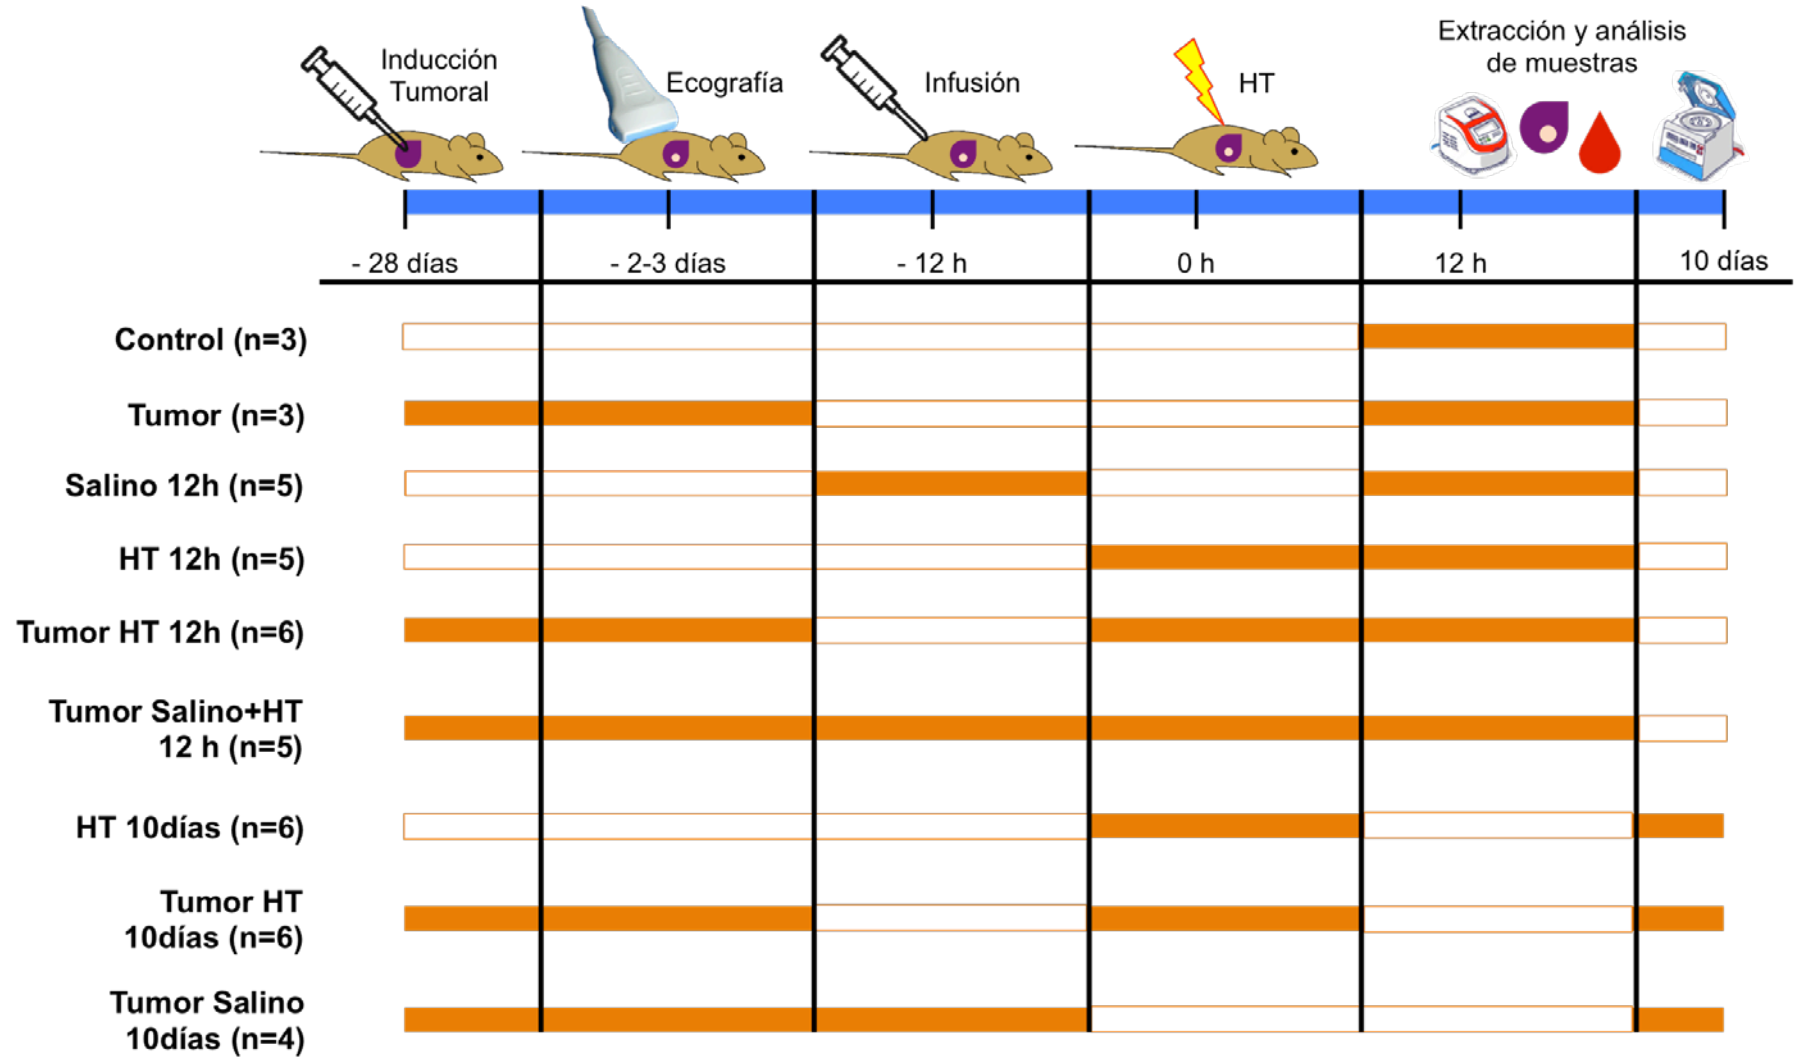 Inducción
Tumoral
Ecografía
Infusión
HT
Extracción y análisis
de muestras
- 28 días
- 2-3 días
- 12 h
0 h
12 h
10 días
Control (n=3)
Tumor (n=3)
Salino 12h (n=5)
HT 12h (n=5)
Tumor HT 12h (n=6)
Tumor Salino+HT
12 h (n=5)
HT 10días (n=6)
Tumor HT
10días (n=6)
Tumor Salino
10días (n=4)